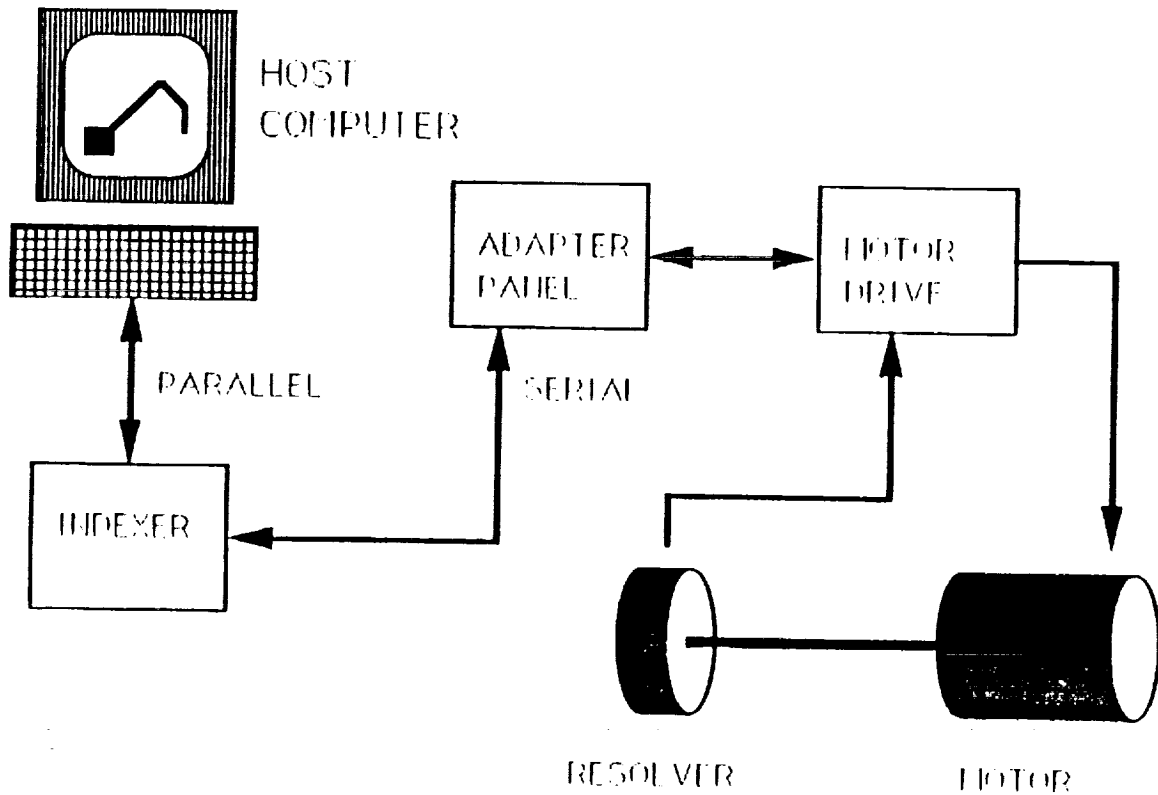 HOST
COMPUTER
ADAPTER
PANEL
MOTOR
DRIVE
PARALLEL
SERIAL
INDEXER
RESOLVER
MOTOR